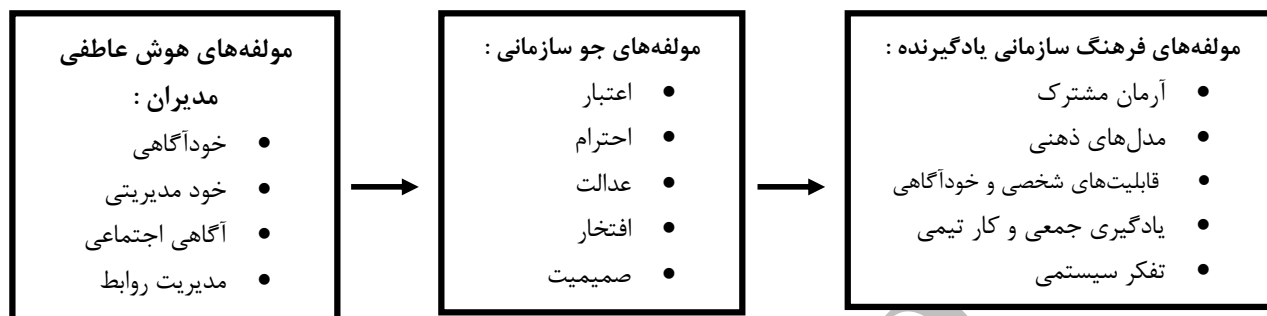 مولفه‌های هوش عاطفی
مدیران :
• خودآگاهی
• خود مدیریتی
• آگاهی اجتماعی
• مدیریت روابط
مولفه‌های جو سازمانی :
• اعتبار
• احترام
• عدالت
• افتخار
• صمیمیت
مولفه‌های فرهنگ سازمانی یادگیرنده :
• آرمان مشترک
• مدل‌های ذهنی
• قابلیت‌های شخصی و خودآگاهی
• یادگیری جمعی و کار تیمی
• تفکر سیستمی